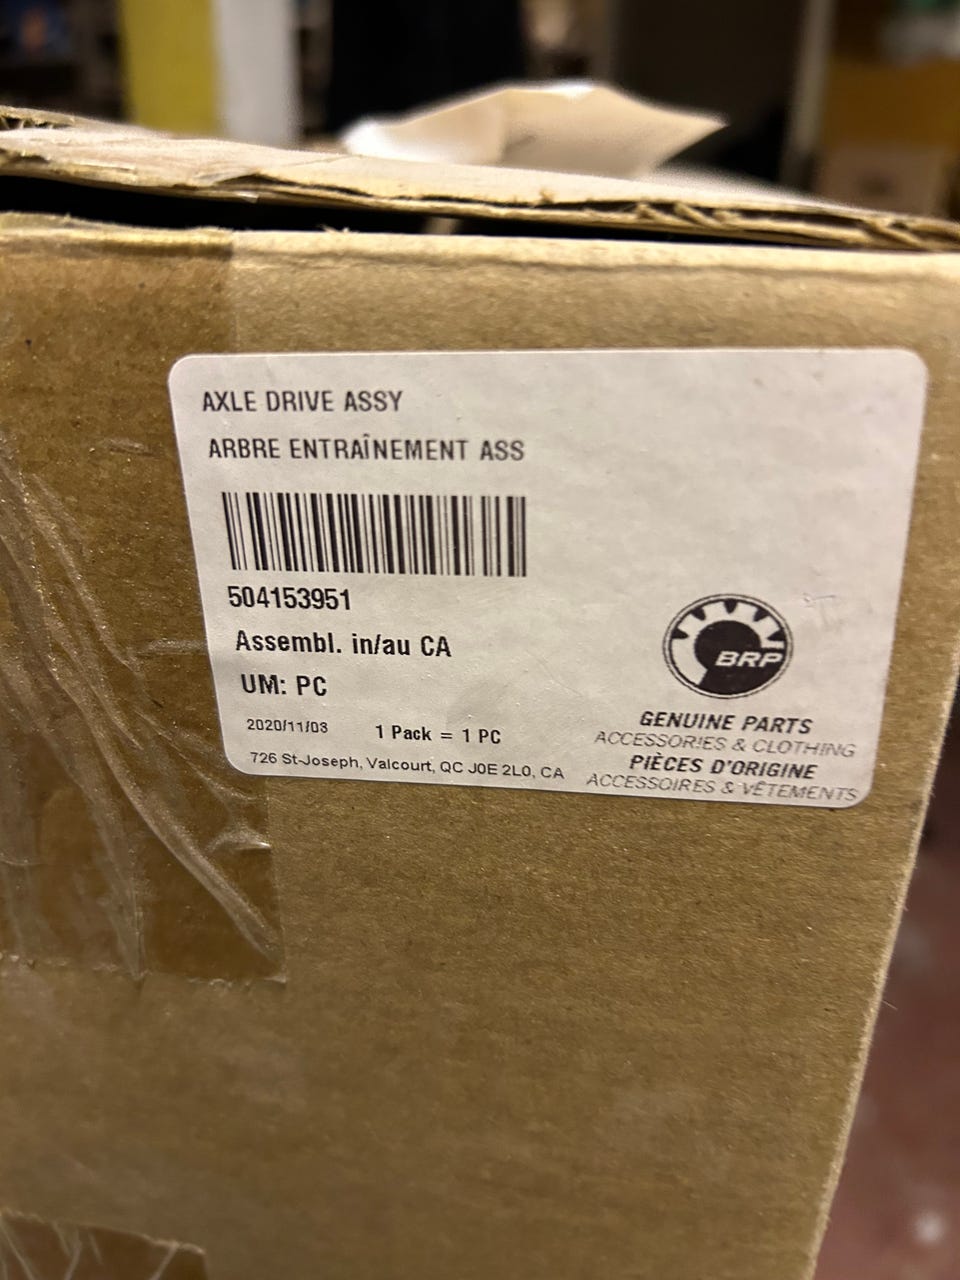 AXLE DRIVE ASSY
ARBRE ENTRAÎNEMENT ASS
504153951
Assembl. in/au CA
UM: PC
2020/11/03 1 Pack = 1 PC
726 St-Joseph, Valcourt, QC J0E 2L0, CA
BRP
GENUINE PARTS
ACCESSORIES & CLOTHING
PIÈCES D'ORIGINE
ACCESSOIRES & VÊTEMENTS